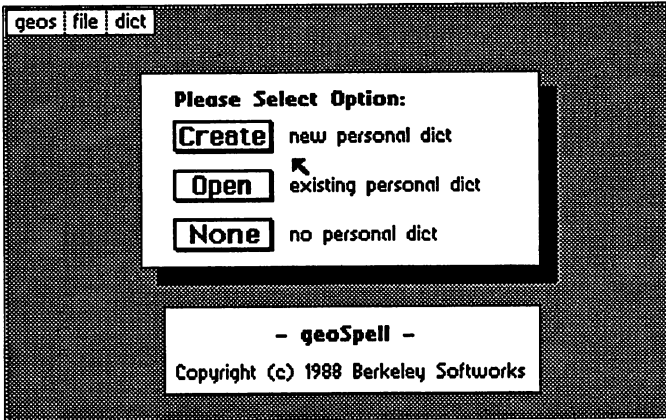 geos file dict
Please Select Option:
Create new personal dict
Open existing personal dict
None no personal dict
- geoSpell -
Copyright (c) 1988 Berkeley Softworks